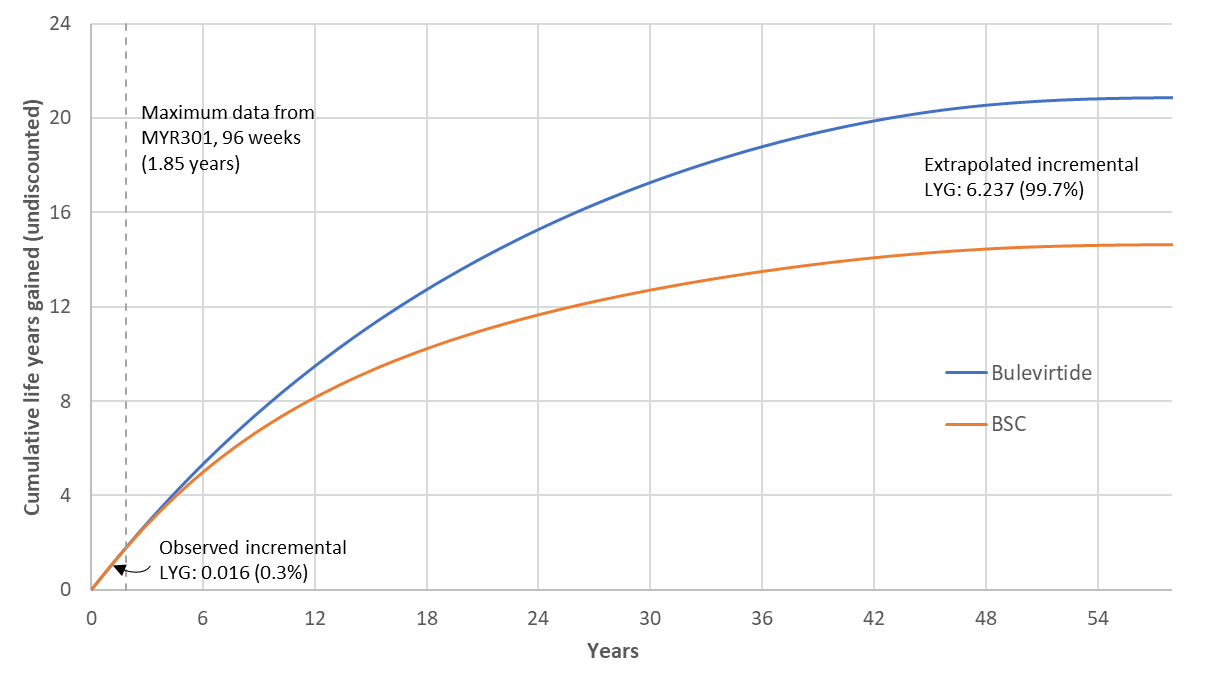 24
20
16
12
8
4
0
Cumulative life years gained (undiscounted)
Maximum data from
MYR301, 96 weeks
(1.85 years)
Extrapolated incremental
LYG: 6.237 (99.7%)
Bulevirtide
BSC
Observed incremental
LYG: 0.016 (0.3%)
0 6 12 18 24 30 36 42 48 54
Years